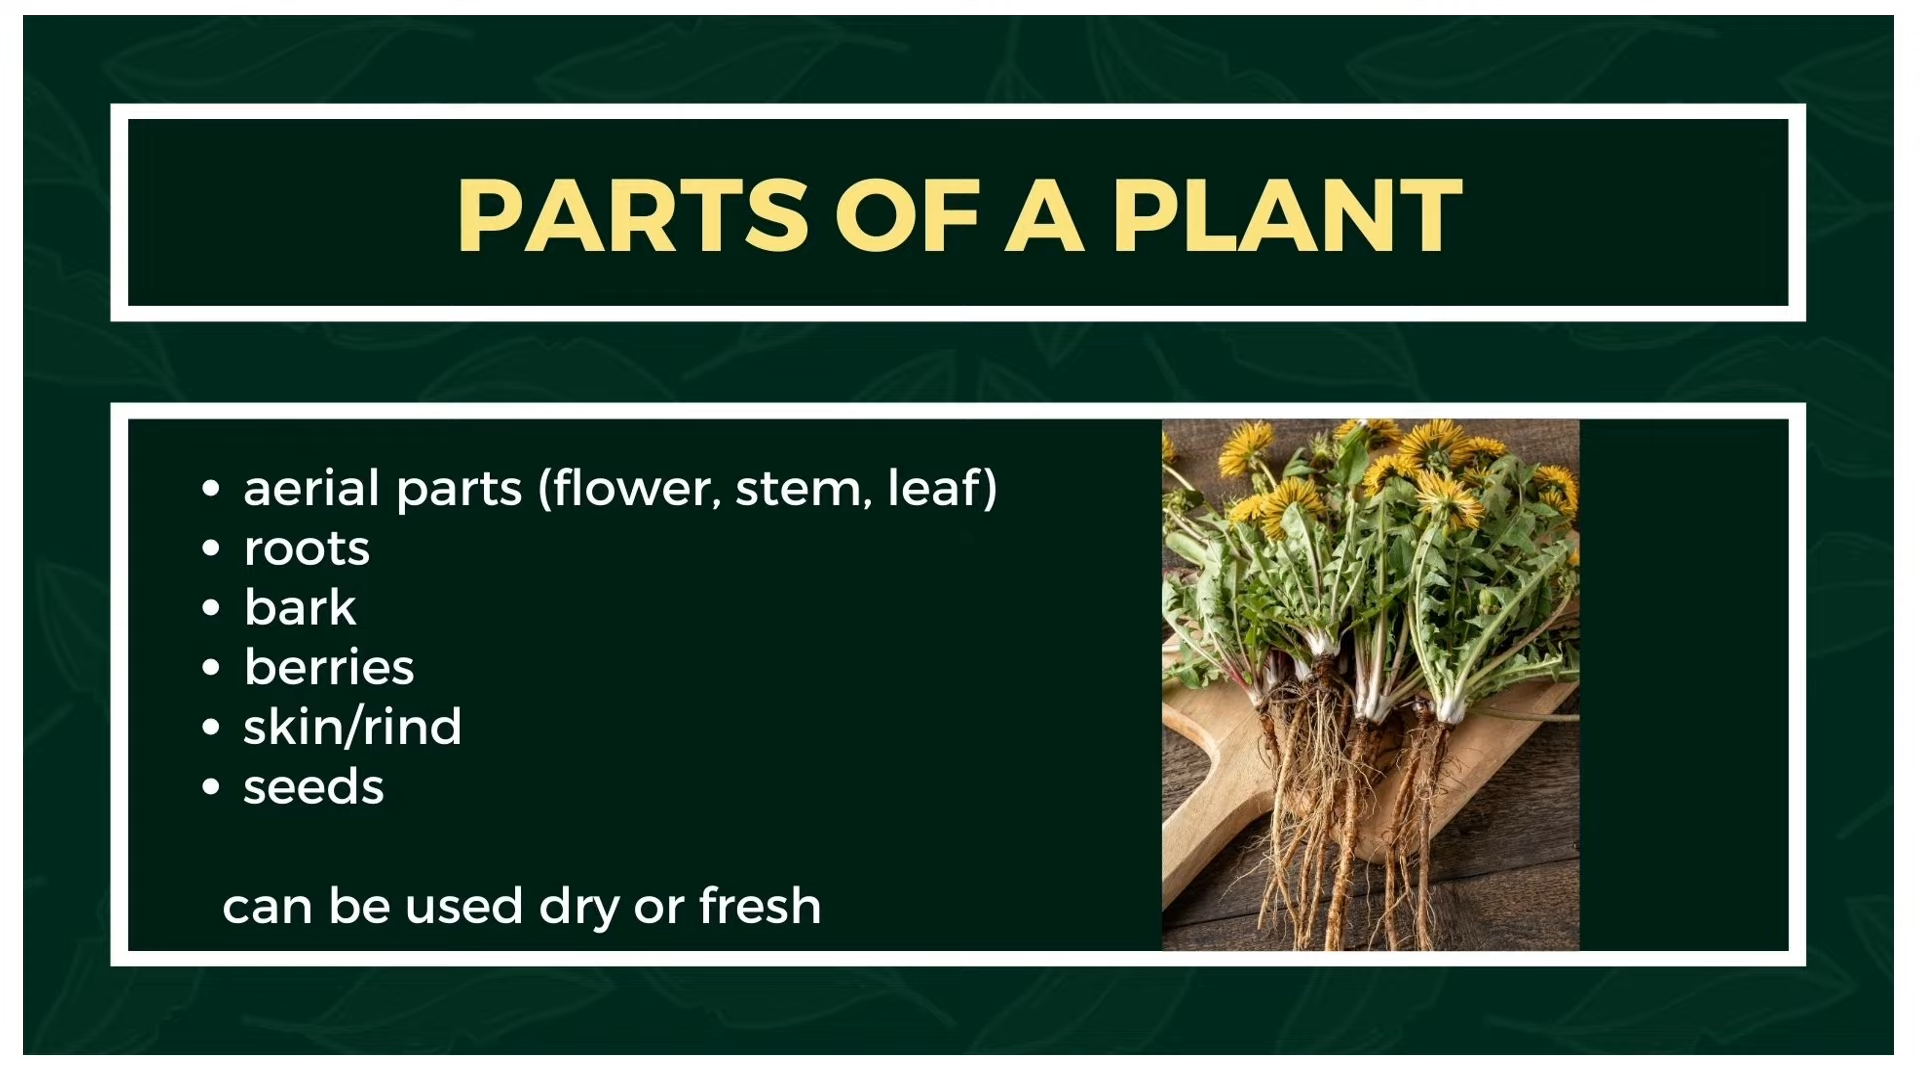 PARTS OF A PLANT
• aerial parts (flower, stem, leaf)
• roots
• bark
• berries
• skin/rind
• seeds
can be used dry or fresh